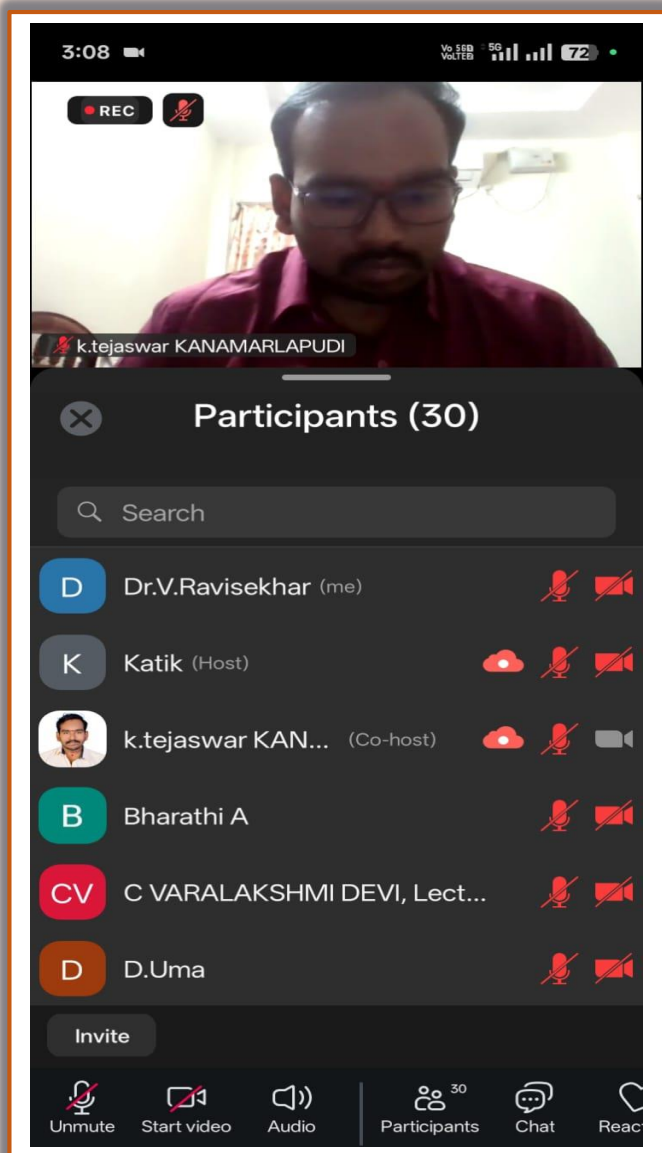 3:08 Vo 5G 5G 72
VoLTE
REC
k.tejaswar KANAMARLAPUDI
Participants (30)
Search
D Dr.V.Ravisekhar (me)
K Katik (Host)
k.tejaswar KAN... (Co-host)
B Bharathi A
CV C VARALAKSHMI DEVI, Lect...
D D.Uma
Invite
30
Unmute Start video Audio Participants Chat Reac